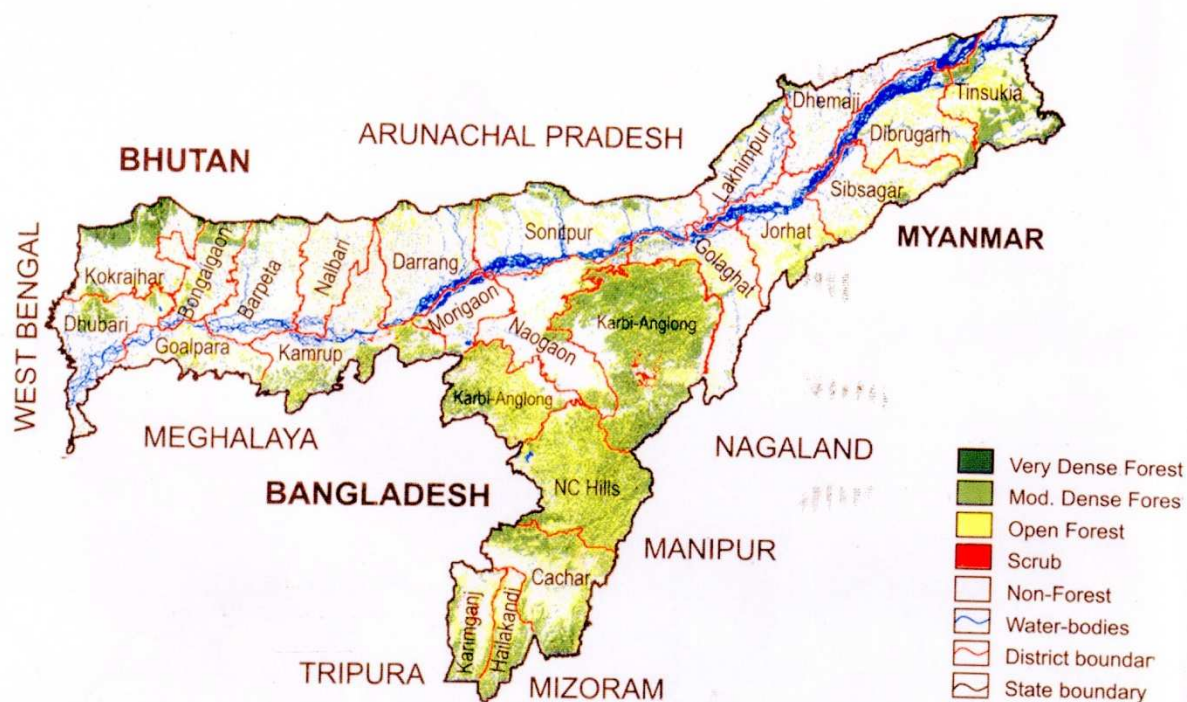 ARUNACHAL PRADESH
BHUTAN
WEST BENGAL
MYANMAR
MEGHALAYA
BANGLADESH
NAGALAND
MANIPUR
TRIPURA
MIZORAM
Dhemaji
Tinsukia
Dibrugarh
Lakhimpur
Sibsagar
Jorhat
Golaghat
Sonitpur
Darrang
Nalbari
Barpeta
Bongaigaon
Kokrajhar
Dhubari
Goalpara
Kamrup
Morigaon
Naogaon
Karbi-Anglong
Karbi-Anglong
NC Hills
Cachar
Karimganj
Hailakandi
Very Dense Forest
Mod. Dense Fores
Open Forest
Scrub
Non-Forest
Water-bodies
District boundar
State boundary